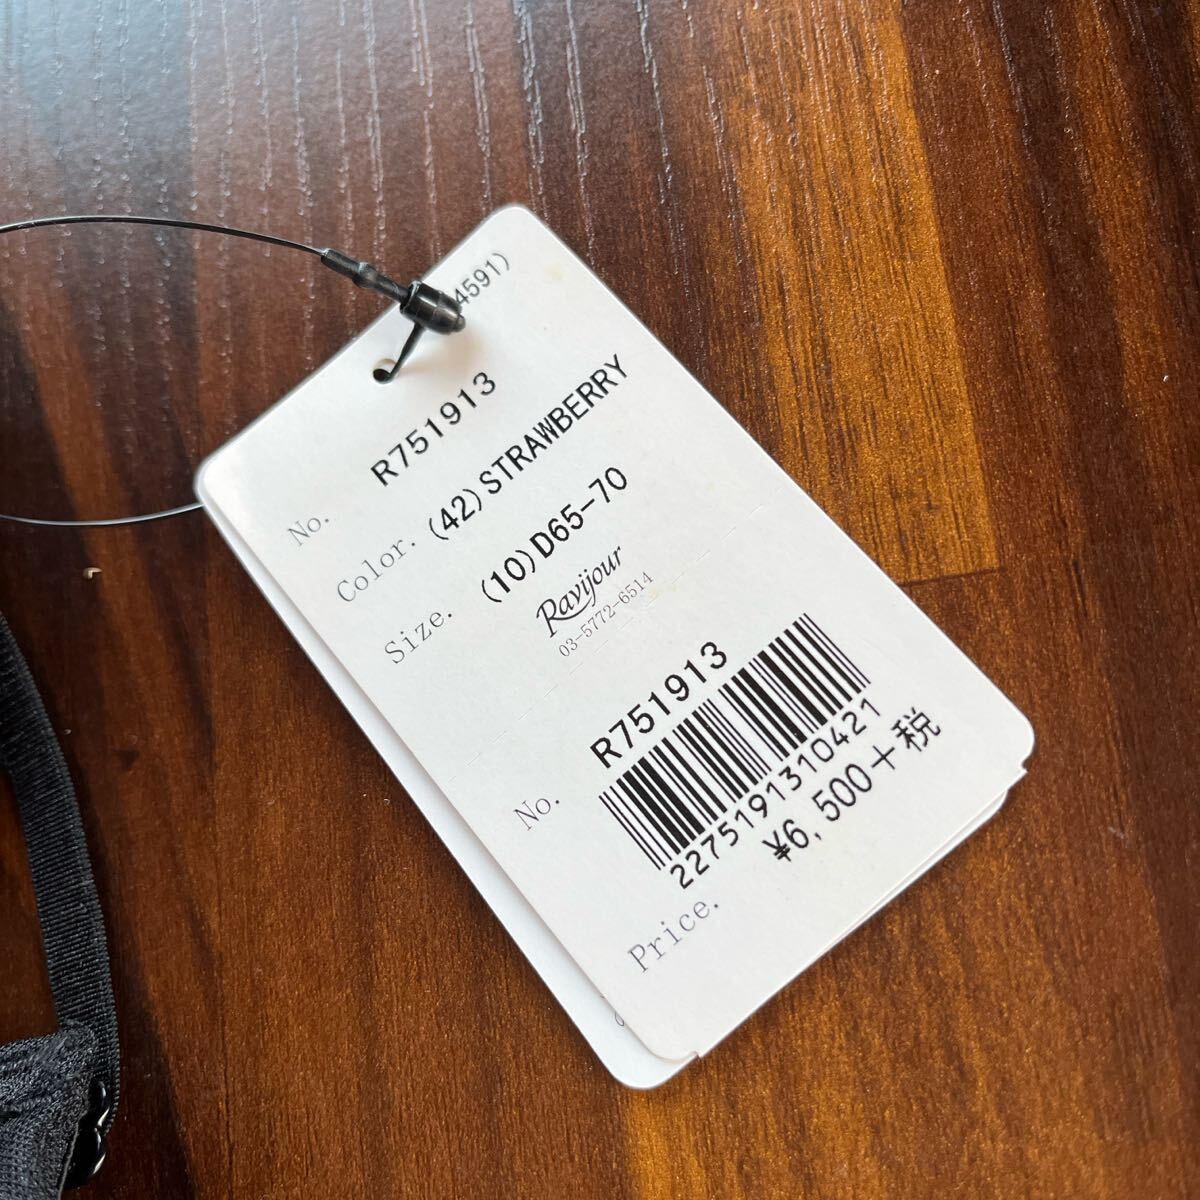 4591)
No. R751913
Color. (42)STRAWBERRY
Size. (10)D65-70
Ravijour
03-5772-6514
No. R751913
2275191310421
Price. ¥6,500+税